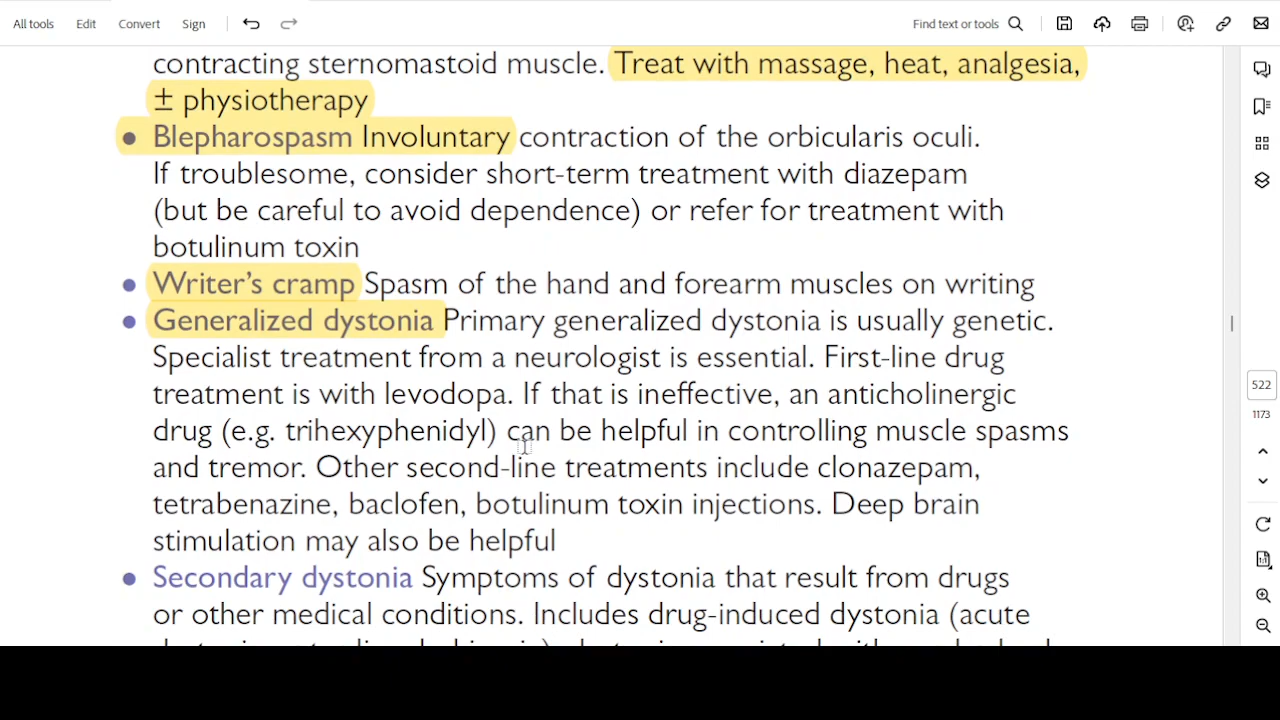 All tools Edit Convert Sign Find text or tools
contracting sternomastoid muscle. Treat with massage, heat, analgesia,
± physiotherapy
● Blepharospasm Involuntary contraction of the orbicularis oculi.
If troublesome, consider short-term treatment with diazepam
(but be careful to avoid dependence) or refer for treatment with
botulinum toxin
● Writer’s cramp Spasm of the hand and forearm muscles on writing
● Generalized dystonia Primary generalized dystonia is usually genetic.
Specialist treatment from a neurologist is essential. First-line drug
treatment is with levodopa. If that is ineffective, an anticholinergic
drug (e.g. trihexyphenidyl) can be helpful in controlling muscle spasms
and tremor. Other second-line treatments include clonazepam,
tetrabenazine, baclofen, botulinum toxin injections. Deep brain
stimulation may also be helpful
● Secondary dystonia Symptoms of dystonia that result from drugs
or other medical conditions. Includes drug-induced dystonia (acute
522
1173